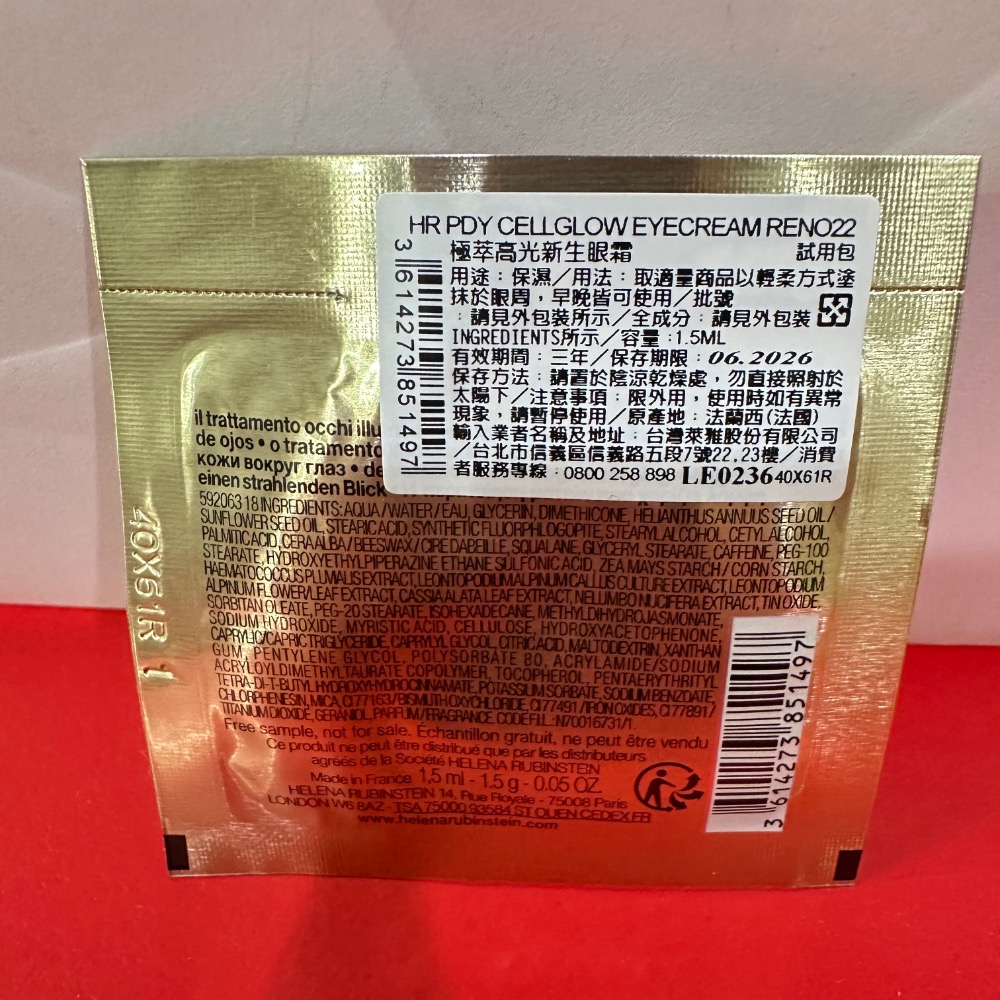 HR PDY CELLGLOW EYECREAM RENO22
極萃高光新生眼霜 試用包
用途：保濕／用法：取適量商品以輕柔方式塗
抹於眼周，早晚皆可使用／批號
：請見外包裝所示／全成分：請見外包裝
INGREDIENTS所示／容量：1.5ML
有效期間：三年／保存期限：06.2026
保存方法：請置於陰涼乾燥處，勿直接照射於
太陽下／注意事項：限外用，使用時如有異常
現象，請暫停使用／原產地：法蘭西(法國)
輸入業者名稱及地址：台灣萊雅股份有限公司
／台北市信義區信義路五段7號22.23樓／消費
者服務專線：0800 258 898 LE0236 40X61R
3 614273 851497
il trattamento occhi illu
de ojos • o tratamento
кожи вокруг глаз • de
einen strahlenden Blick
592063 18 INGREDIENTS: AQUA / WATER / EAU, GLYCERIN, DIMETHICONE, HELIANTHUS ANNUUS SEED OIL /
SUNFLOWER SEED OIL, STEARIC ACID, SYNTHETIC FLUORPHLOGOPITE, STEARYL ALCOHOL, CETYL ALCOHOL,
PALMITIC ACID, CERA ALBA / BEESWAX / CIRE DABEILLE, SQUALANE, GLYCERYL STEARATE, CAFFEINE, PEG-100
STEARATE, HYDROXYETHYLPIPERAZINE ETHANE SULFONIC ACID, ZEA MAYS STARCH / CORN STARCH,
HAEMATOCOCCUS PLUVIALIS EXTRACT, LEONTOPODIUM ALPINUM CALLUS CULTURE EXTRACT, LEONTOPODIUM
ALPINUM FLOWER/LEAF EXTRACT, CASSIA ALATA LEAF EXTRACT, NELUMBO NUCIFERA EXTRACT, TIN OXIDE,
SORBITAN OLEATE, PEG-20 STEARATE, ISOHEXADECANE, METHYLDIHYDROJASMONATE,
SODIUM HYDROXIDE, MYRISTIC ACID, CELLULOSE, HYDROXYACETOPHENONE,
CAPRYLIC/CAPRIC TRIGLYCERIDE, CAPRYLYL GLYCOL, CITRIC ACID, MALTODEXTRIN, XANTHAN
GUM, PENTYLENE GLYCOL, POLYSORBATE 80, ACRYLAMIDE/SODIUM
ACRYLOYLDIMETHYLTAURATE COPOLYMER, TOCOPHEROL, PENTAERYTHRITYL
TETRA-DI-T-BUTYL HYDROXYHYDROCINNAMATE, POTASSIUM SORBATE, SODIUM BENZOATE,
CHLORPHENESIN, MICA, CI 77163 / BISMUTH OXYCHLORIDE, CI 77491 / IRON OXIDES, CI 77891 /
TITANIUM DIOXIDE, GERANIOL, PARFUM / FRAGRANCE. CODE F.I.L.: N70016731/1.
Free sample, not for sale. Échantillon gratuit, ne peut être vendu
Ce produit ne peut être distribué que par les distributeurs
agréés de la Société HELENA RUBINSTEIN
Made in France 1,5 ml - 1.5 g - 0.05 OZ.
HELENA RUBINSTEIN 14, Rue Royale - 75008 Paris
LONDON W6 8AZ - TSA 75000 93584 ST OUEN CEDEX FR
www.helenarubinstein.com
3 614273 851497
40X61R 1